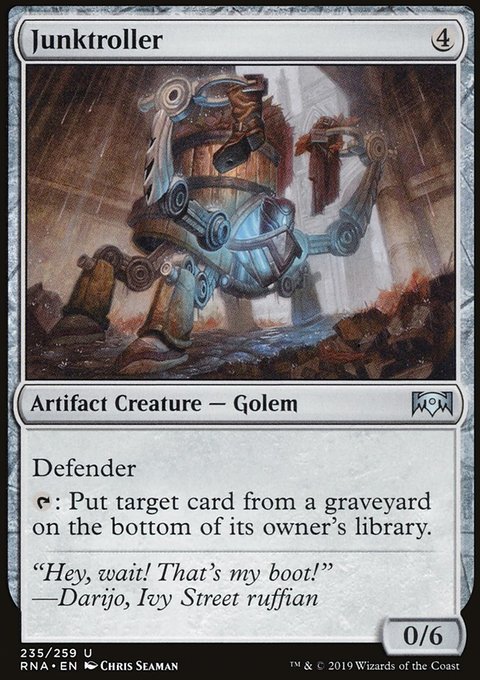 Junktroller 4
Artifact Creature — Golem
Defender
: Put target card from a graveyard
on the bottom of its owner's library.
"Hey, wait! That's my boot!"
—Darijo, Ivy Street ruffian
0/6
235/259 U
RNA • EN Chris Seaman
™ & © 2019 Wizards of the Coast